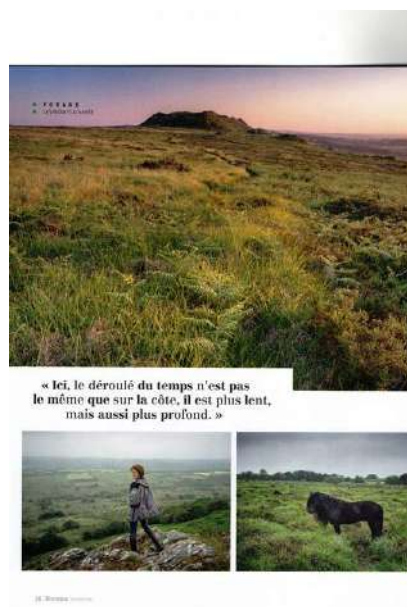 « Ici, le déroulé du temps n'est pas
le même que sur la côte, il est plus lent,
mais aussi plus profond. »